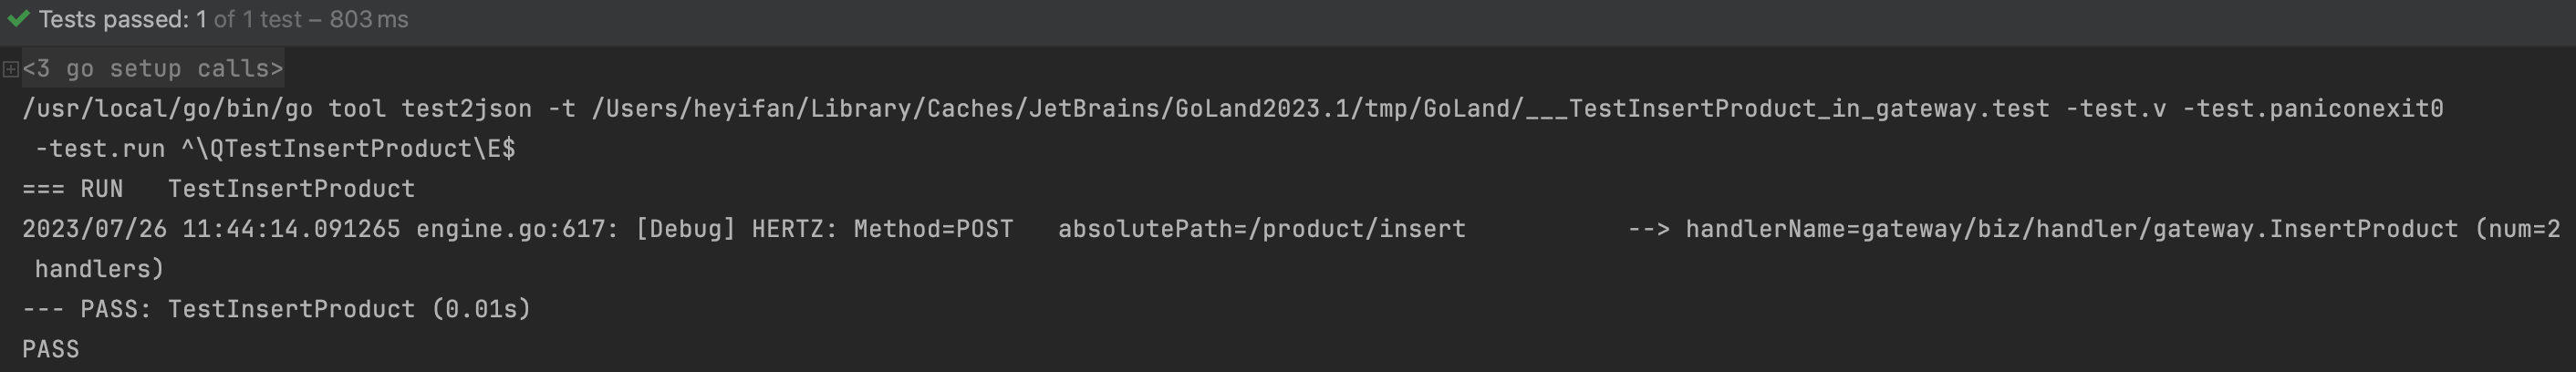 Tests passed: 1 of 1 test – 803 ms
<3 go setup calls>
/usr/local/go/bin/go tool test2json -t /Users/heyifan/Library/Caches/JetBrains/GoLand2023.1/tmp/GoLand/___TestInsertProduct_in_gateway.test -test.v -test.paniconexit0
-test.run ^\QTestInsertProduct\E$
=== RUN   TestInsertProduct
2023/07/26 11:44:14.091265 engine.go:617: [Debug] HERTZ: Method=POST   absolutePath=/product/insert           --> handlerName=gateway/biz/handler/gateway.InsertProduct (num=2
handlers)
--- PASS: TestInsertProduct (0.01s)
PASS